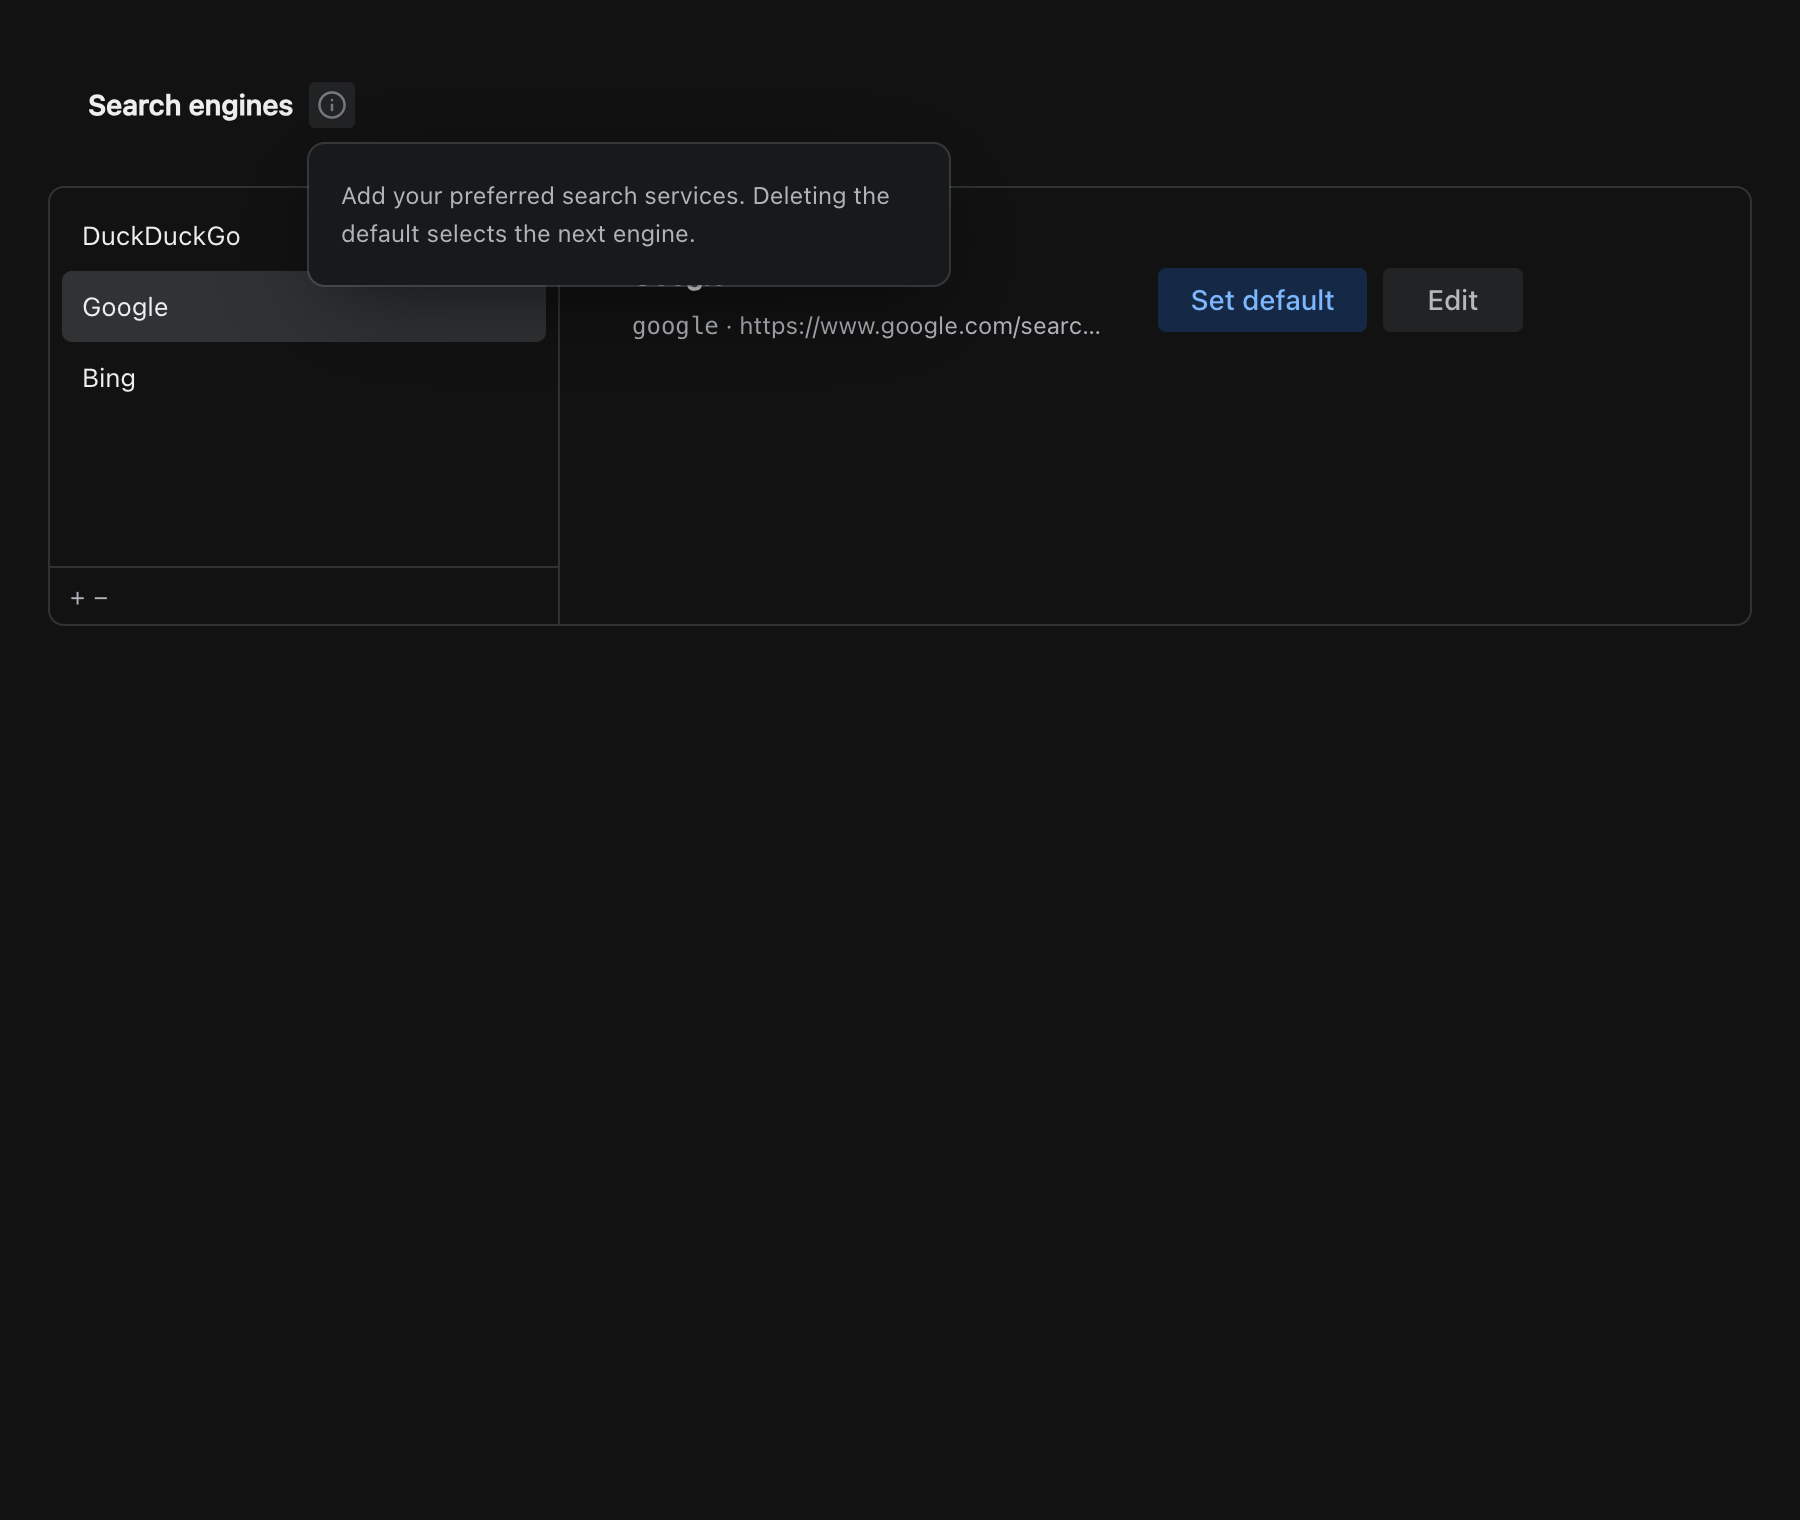 Search engines
Add your preferred search services. Deleting the
default selects the next engine.
DuckDuckGo
Google
Bing
google · https://www.google.com/searc...
Set default
Edit
+ −